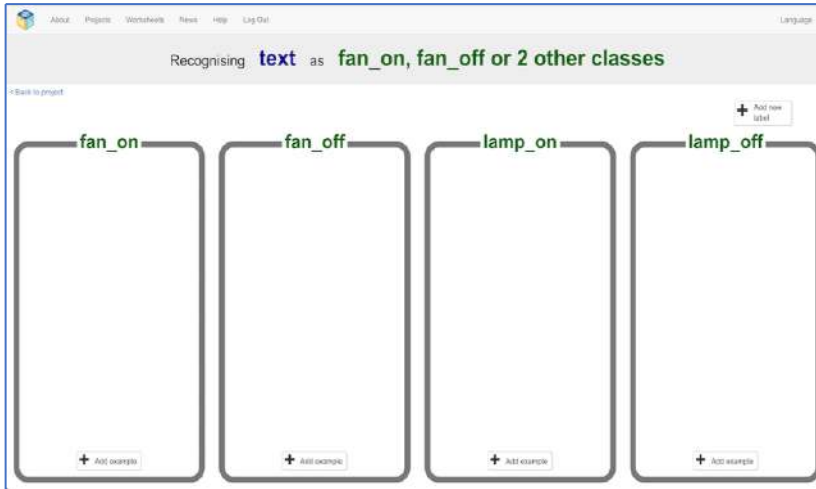 About Projects Worksheets News Help Log Out Language
Recognising text as fan_on, fan_off or 2 other classes
< Back to project
Add new
label
fan_on fan_off lamp_on lamp_off
Add example Add example Add example Add example